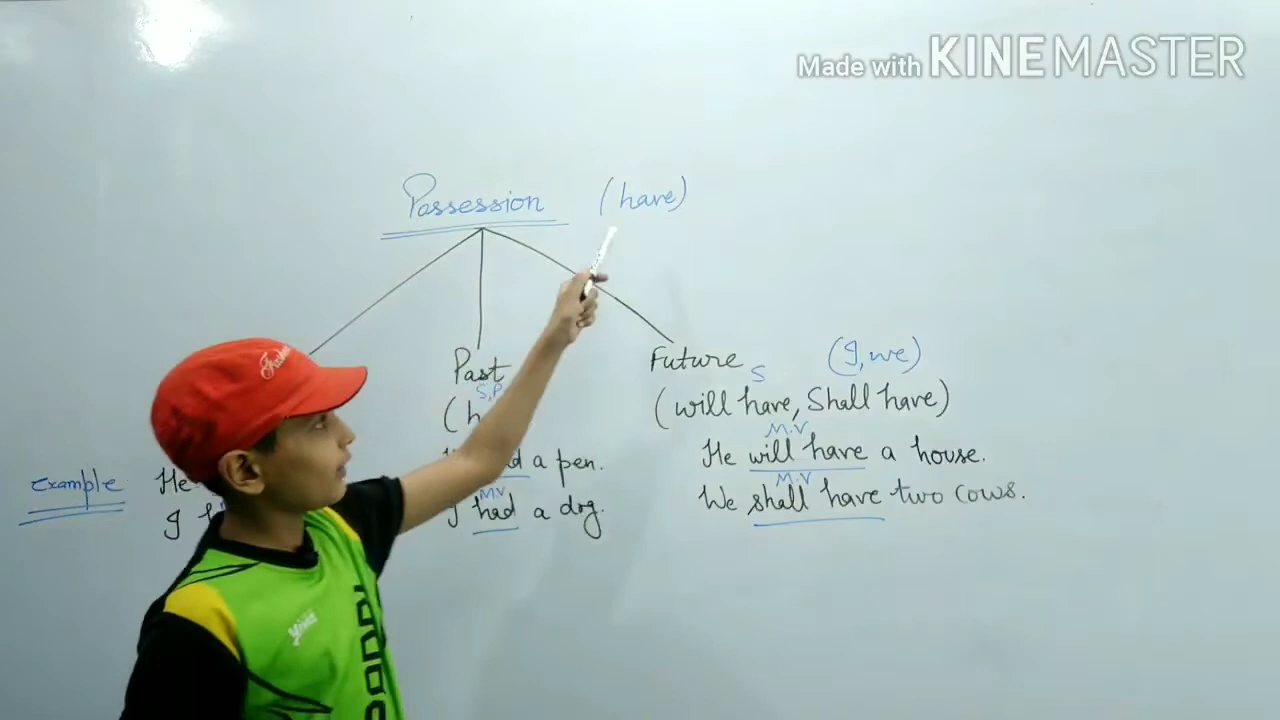 Made with KINEMASTER
Possession (have)
Past
S,P
(h
Future S (I, we)
(will have, Shall have)
M.V
Example He d a pen. He will have a house.
MV M.V
I h I had a dog. We shall have two cows.